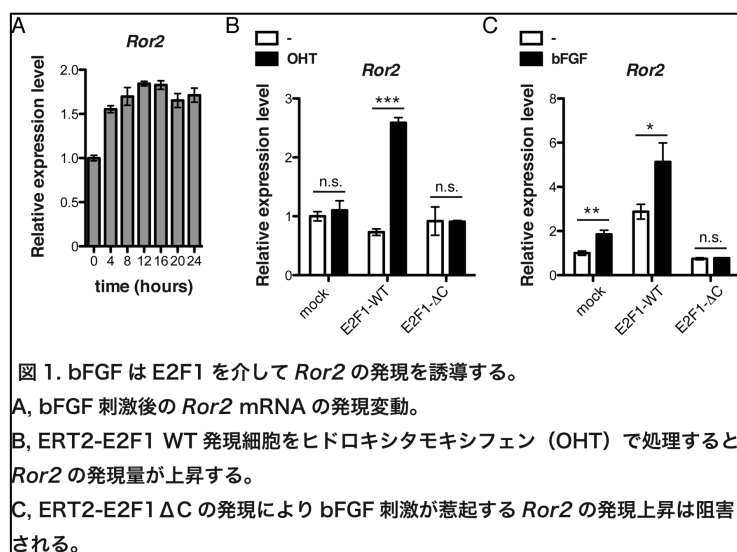 A
Ror2
Relative expression level
2.0
1.5
1.0
0.5
0
0 4 8 12 16 20 24
time (hours)
B
-
OHT
Ror2
Relative expression level
3
2
1
0
n.s.
***
n.s.
mock
E2F1-WT
E2F1-ΔC
C
-
bFGF
Ror2
Relative expression level
8
6
4
2
0
**
*
n.s.
mock
E2F1-WT
E2F1-ΔC
図 1. bFGF は E2F1 を介して Ror2 の発現を誘導する。
A, bFGF 刺激後の Ror2 mRNA の発現変動。
B, ERT2-E2F1 WT 発現細胞をヒドロキシタモキシフェン（OHT）で処理すると
Ror2 の発現量が上昇する。
C, ERT2-E2F1ΔC の発現により bFGF 刺激が惹起する Ror2 の発現上昇は阻害
される。